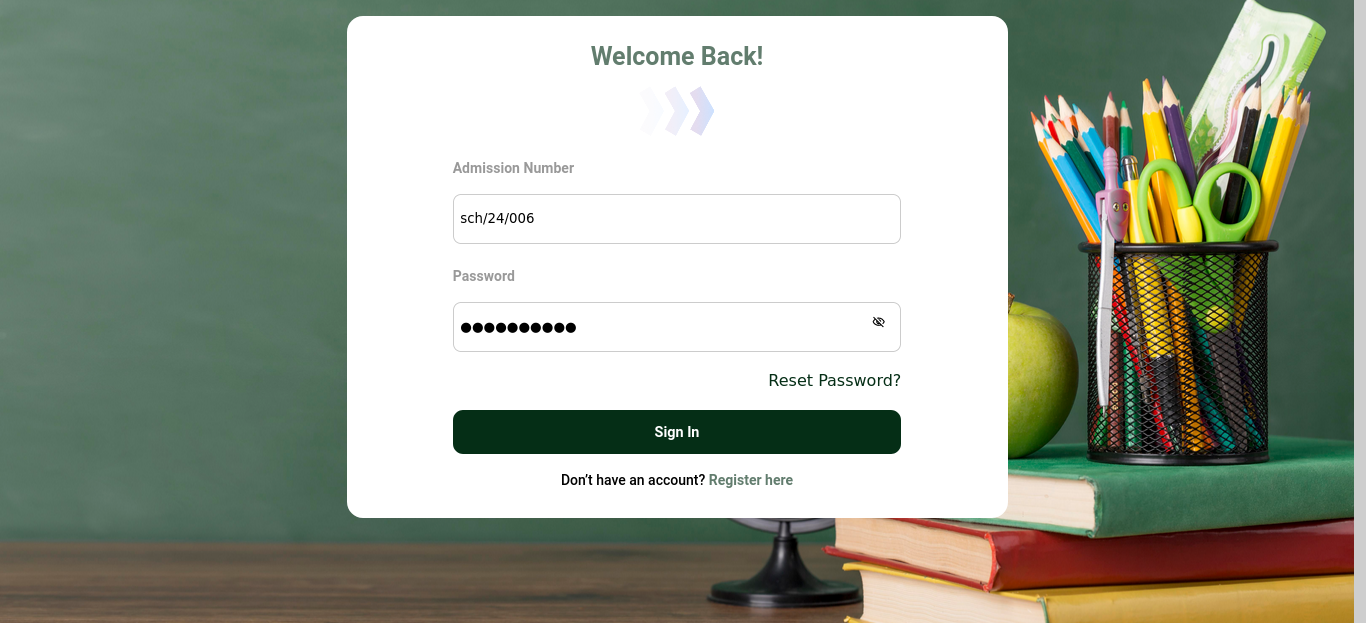 Welcome Back!
Admission Number
sch/24/006
Password
●●●●●●●●●●
Reset Password?
Sign In
Don't have an account? Register here